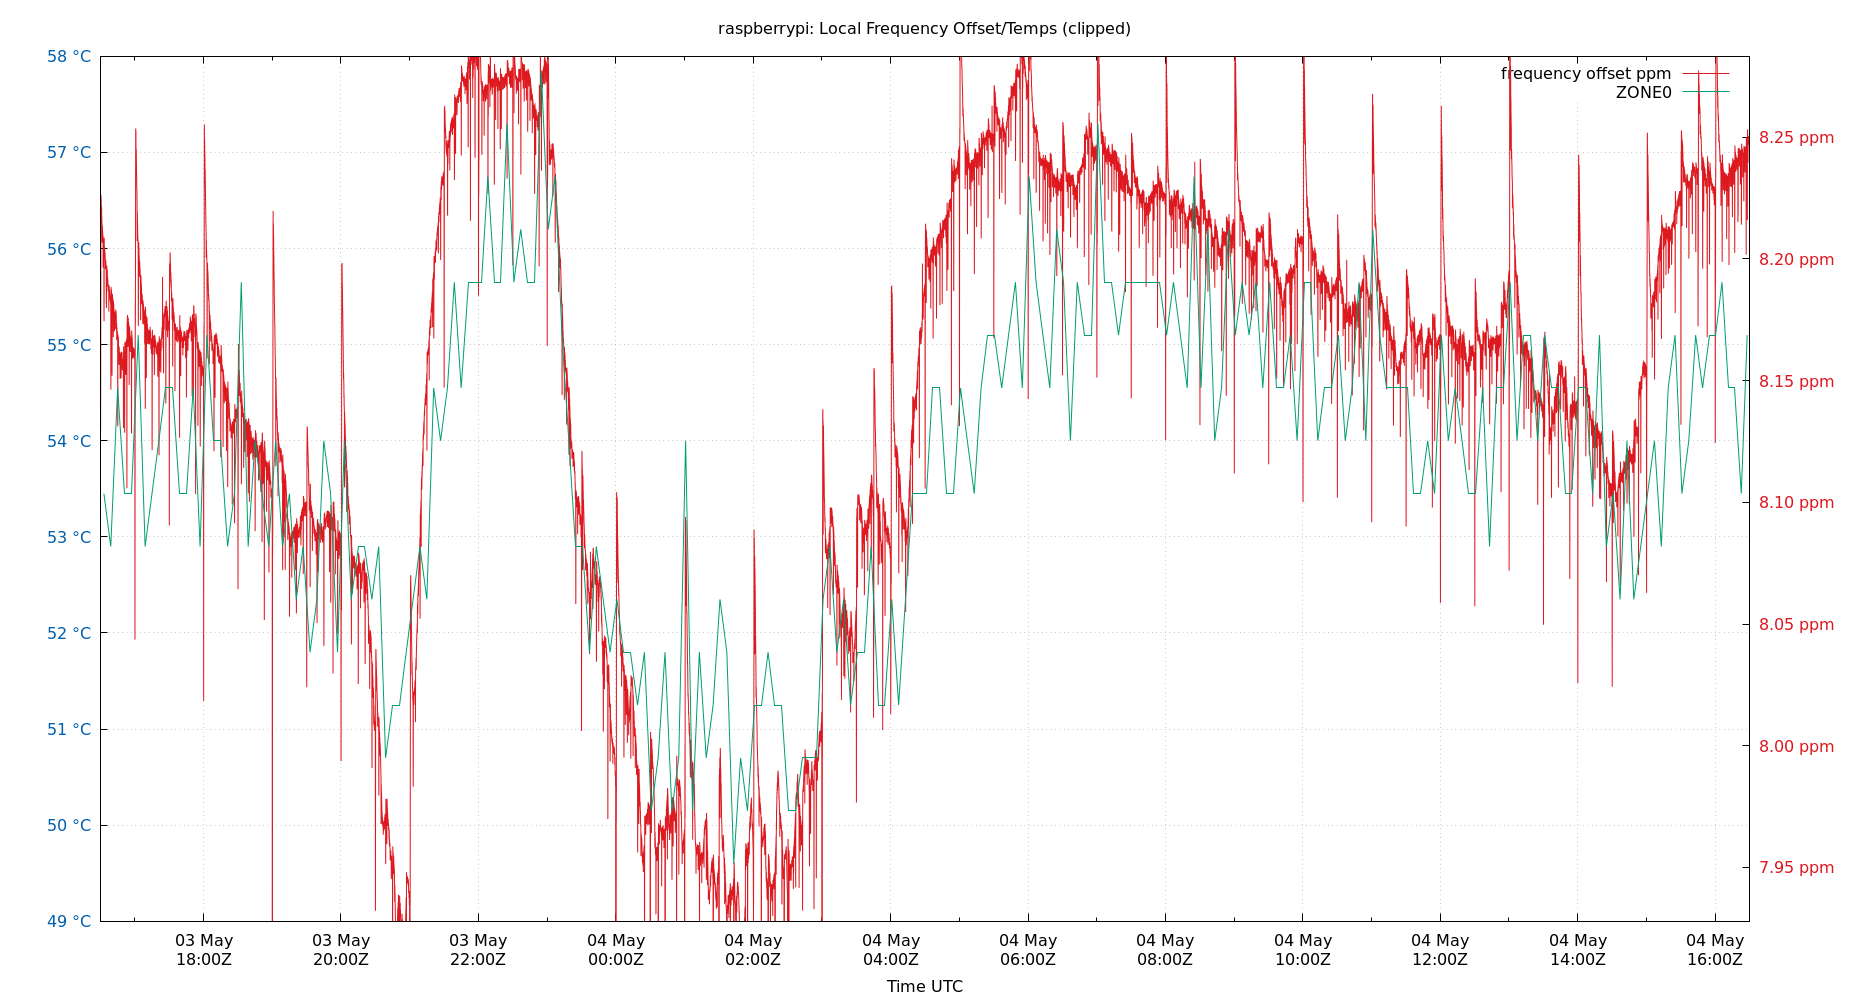 raspberrypi: Local Frequency Offset/Temps (clipped)
58 °C
57 °C
56 °C
55 °C
54 °C
53 °C
52 °C
51 °C
50 °C
49 °C
frequency offset ppm
ZONE0
8.25 ppm
8.20 ppm
8.15 ppm
8.10 ppm
8.05 ppm
8.00 ppm
7.95 ppm
03 May 03 May 03 May 04 May 04 May 04 May 04 May 04 May 04 May 04 May 04 May 04 May
18:00Z 20:00Z 22:00Z 00:00Z 02:00Z 04:00Z 06:00Z 08:00Z 10:00Z 12:00Z 14:00Z 16:00Z
Time UTC